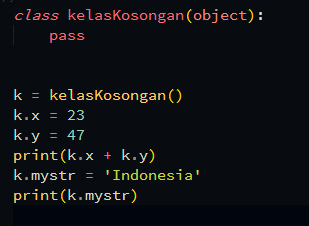 class kelasKosongan(object):
    pass
k = kelasKosongan()
k.x = 23
k.y = 47
print(k.x + k.y)
k.mystr = 'Indonesia'
print(k.mystr)